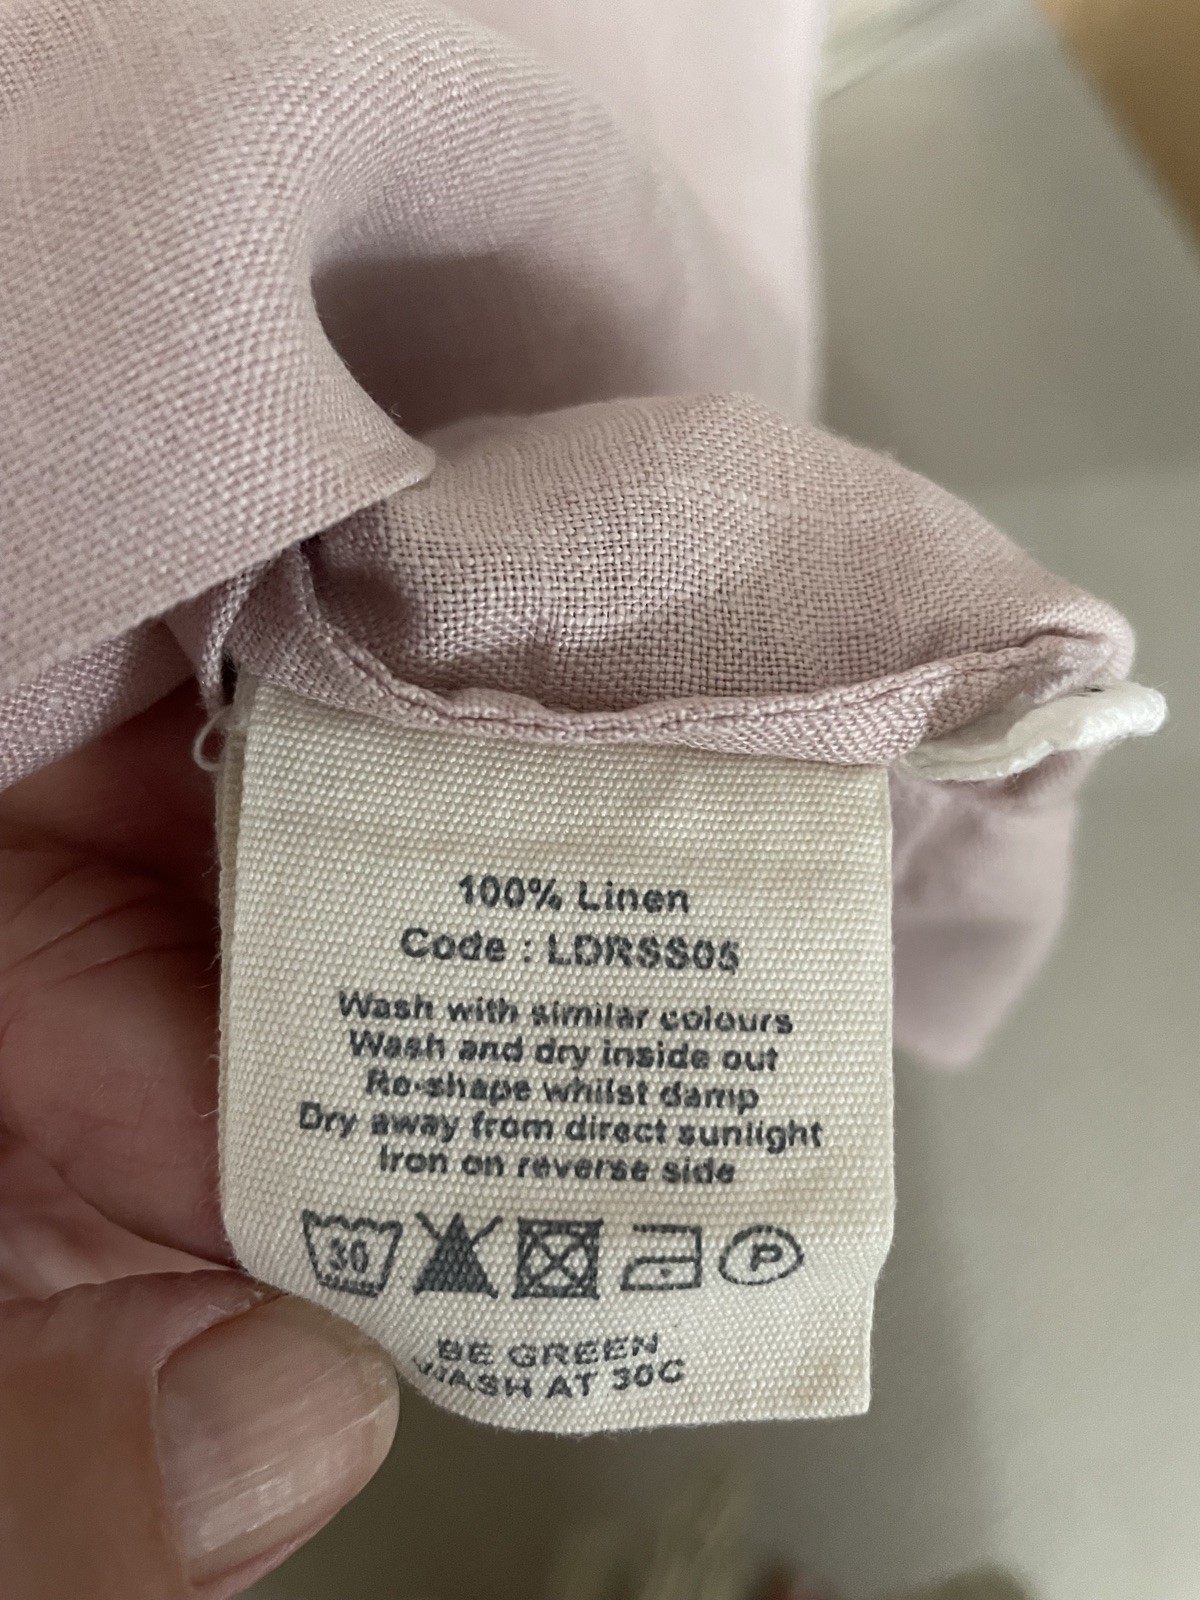 100% Linen
Code : LDRSS05
Wash with similar colours
Wash and dry inside out
Re-shape whilst damp
Dry away from direct sunlight
Iron on reverse side
30
P
BE GREEN
WASH AT 30C